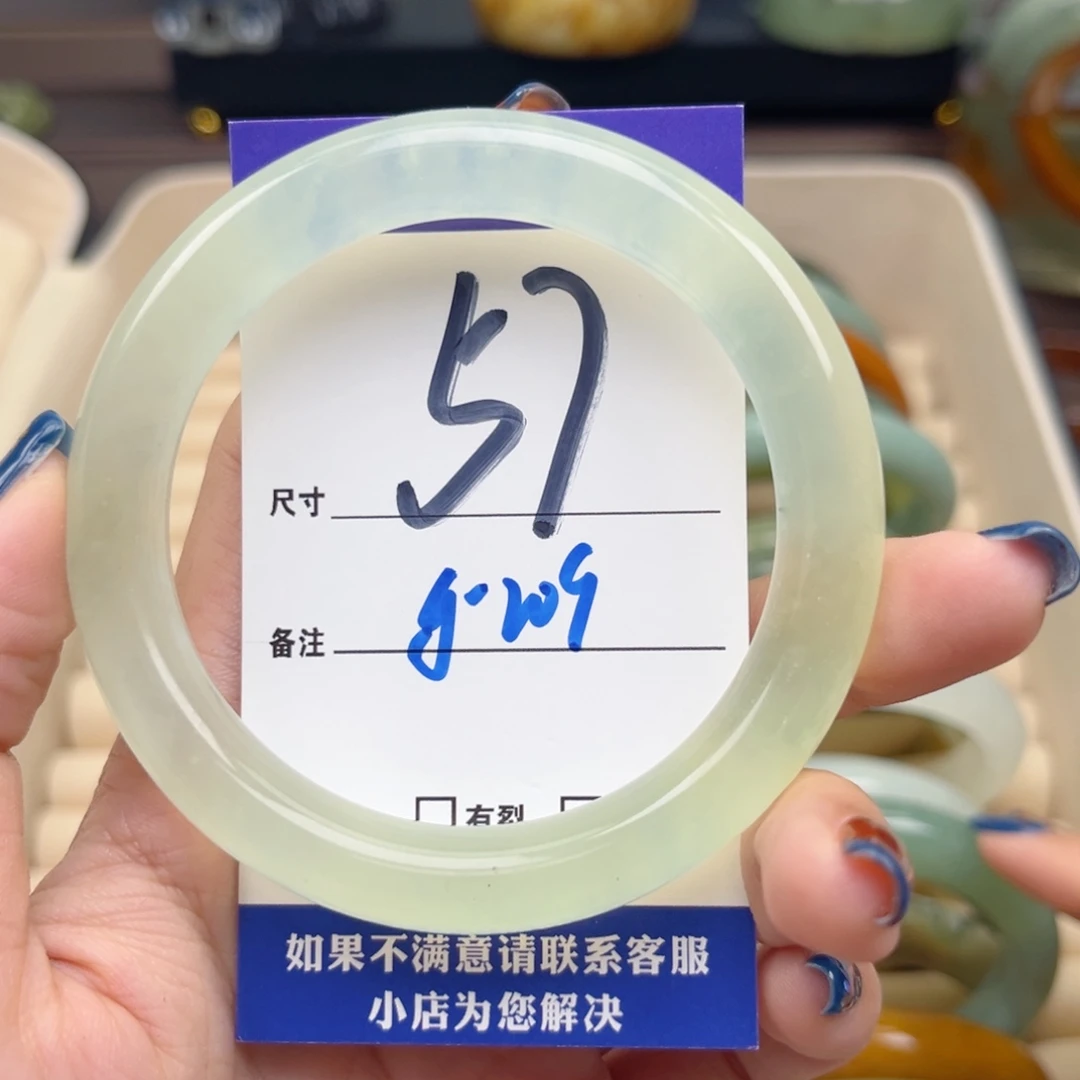 57
尺寸
备注
有裂
如果不满意请联系客服
小店为您解决